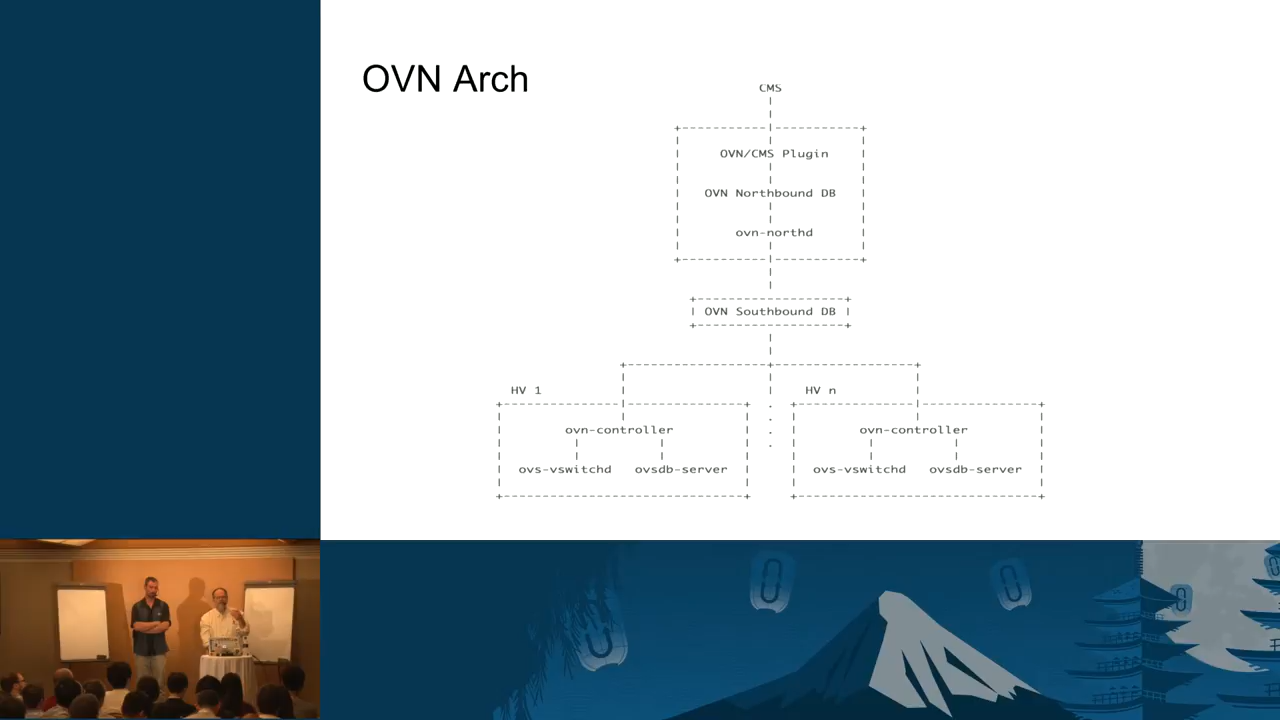 OVN Arch
CMS
OVN/CMS Plugin
OVN Northbound DB
ovn-northd
OVN Southbound DB
HV 1
HV n
ovn-controller
ovn-controller
ovs-vswitchd ovsdb-server
ovs-vswitchd ovsdb-server